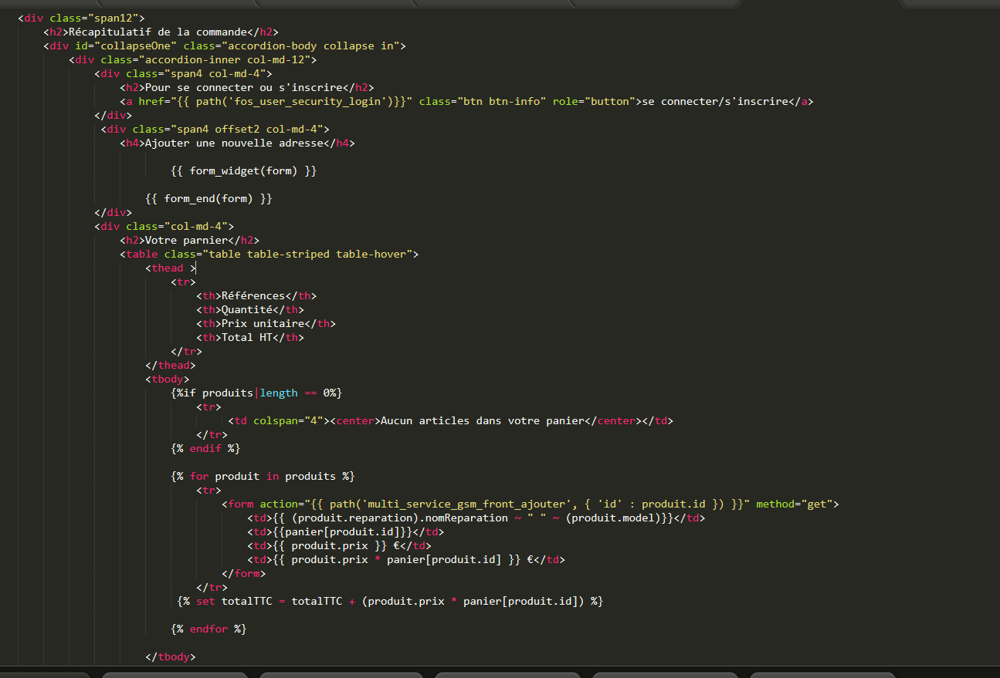 <div class="span12">
<h2>Récapitulatif de la commande</h2>
<div id="collapseOne" class="accordion-body collapse in">
<div class="accordion-inner col-md-12">
<div class="span4 col-md-4">
<h2>Pour se connecter ou s'inscrire</h2>
<a href="{{ path('fos_user_security_login')}}" class="btn btn-info" role="button">se connecter/s'inscrire</a>
</div>
<div class="span4 offset2 col-md-4">
<h4>Ajouter une nouvelle adresse</h4>
{{ form_widget(form) }}
{{ form_end(form) }}
</div>
<div class="col-md-4">
<h2>Votre parnier</h2>
<table class="table table-striped table-hover">
<thead >
<tr>
<th>Références</th>
<th>Quantité</th>
<th>Prix unitaire</th>
<th>Total HT</th>
</tr>
</thead>
<tbody>
{%if produits|length == 0%}
<tr>
<td colspan="4"><center>Aucun articles dans votre panier</center></td>
</tr>
{% endif %}
{% for produit in produits %}
<tr>
<form action="{{ path('multi_service_gsm_front_ajouter', { 'id' : produit.id }) }}" method="get">
<td>{{ (produit.reparation).nomReparation ~ " " ~ (produit.model)}}</td>
<td>{{panier[produit.id]}}</td>
<td>{{ produit.prix }} €</td>
<td>{{ produit.prix * panier[produit.id] }} €</td>
</form>
</tr>
{% set totalTTC = totalTTC + (produit.prix * panier[produit.id]) %}
{% endfor %}
</tbody>